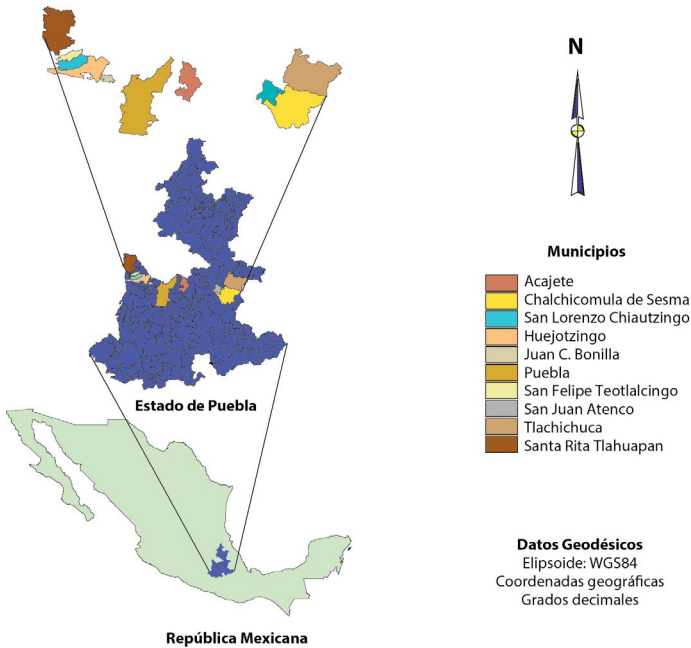 N
Municipios
Acajete
Chalchicomula de Sesma
San Lorenzo Chiautzingo
Huejotzingo
Juan C. Bonilla
Puebla
San Felipe Teotlalcingo
San Juan Atenco
Tlachichuca
Santa Rita Tlahuapan
Estado de Puebla
Datos Geodésicos
Elipsoide: WGS84
Coordenadas geográficas
Grados decimales
República Mexicana